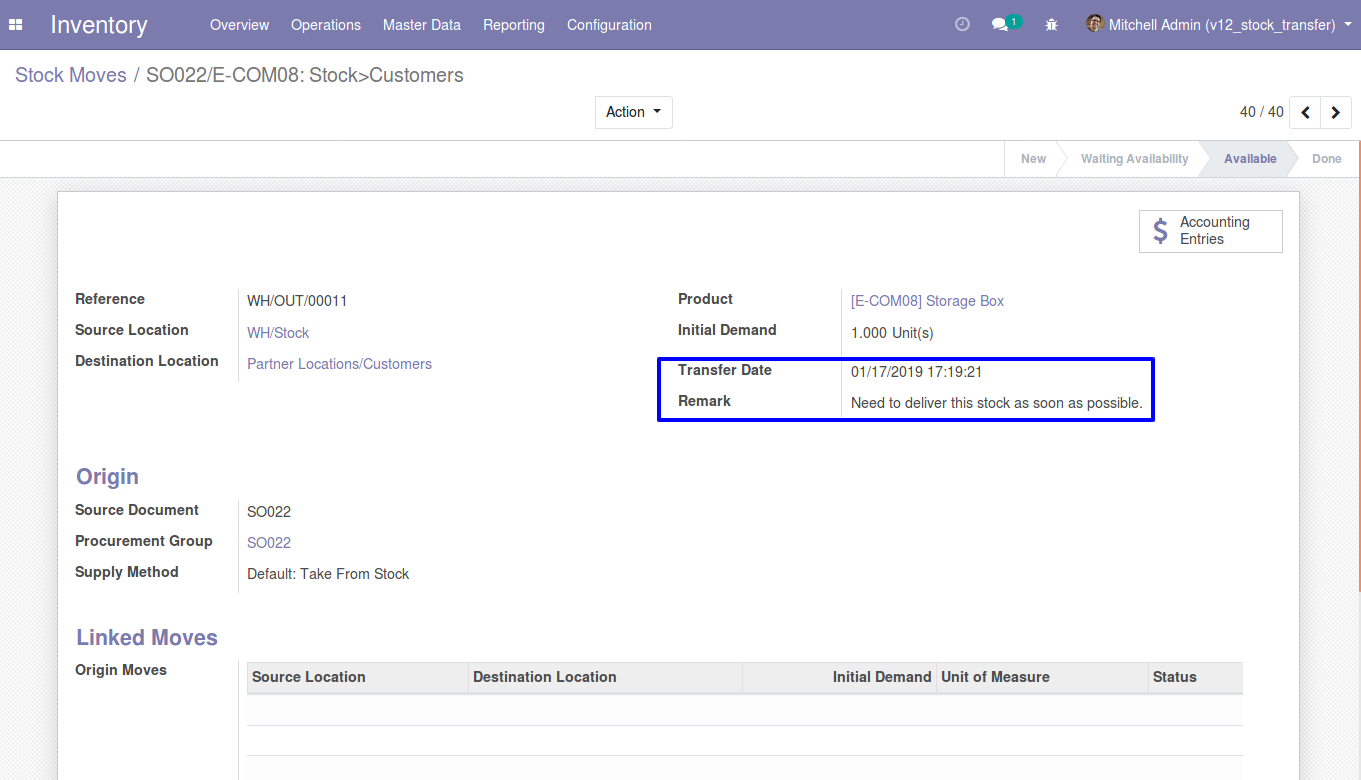 Inventory Overview Operations Master Data Reporting Configuration 1 Mitchell Admin (v12_stock_transfer)
Stock Moves / SO022/E-COM08: Stock>Customers
Action 40 / 40
New Waiting Availability Available Done
$ Accounting
Entries
Reference WH/OUT/00011 Product [E-COM08] Storage Box
Source Location WH/Stock Initial Demand 1.000 Unit(s)
Destination Location Partner Locations/Customers Transfer Date 01/17/2019 17:19:21
Remark Need to deliver this stock as soon as possible.
Origin
Source Document SO022
Procurement Group SO022
Supply Method Default: Take From Stock
Linked Moves
Origin Moves Source Location Destination Location Initial Demand Unit of Measure Status